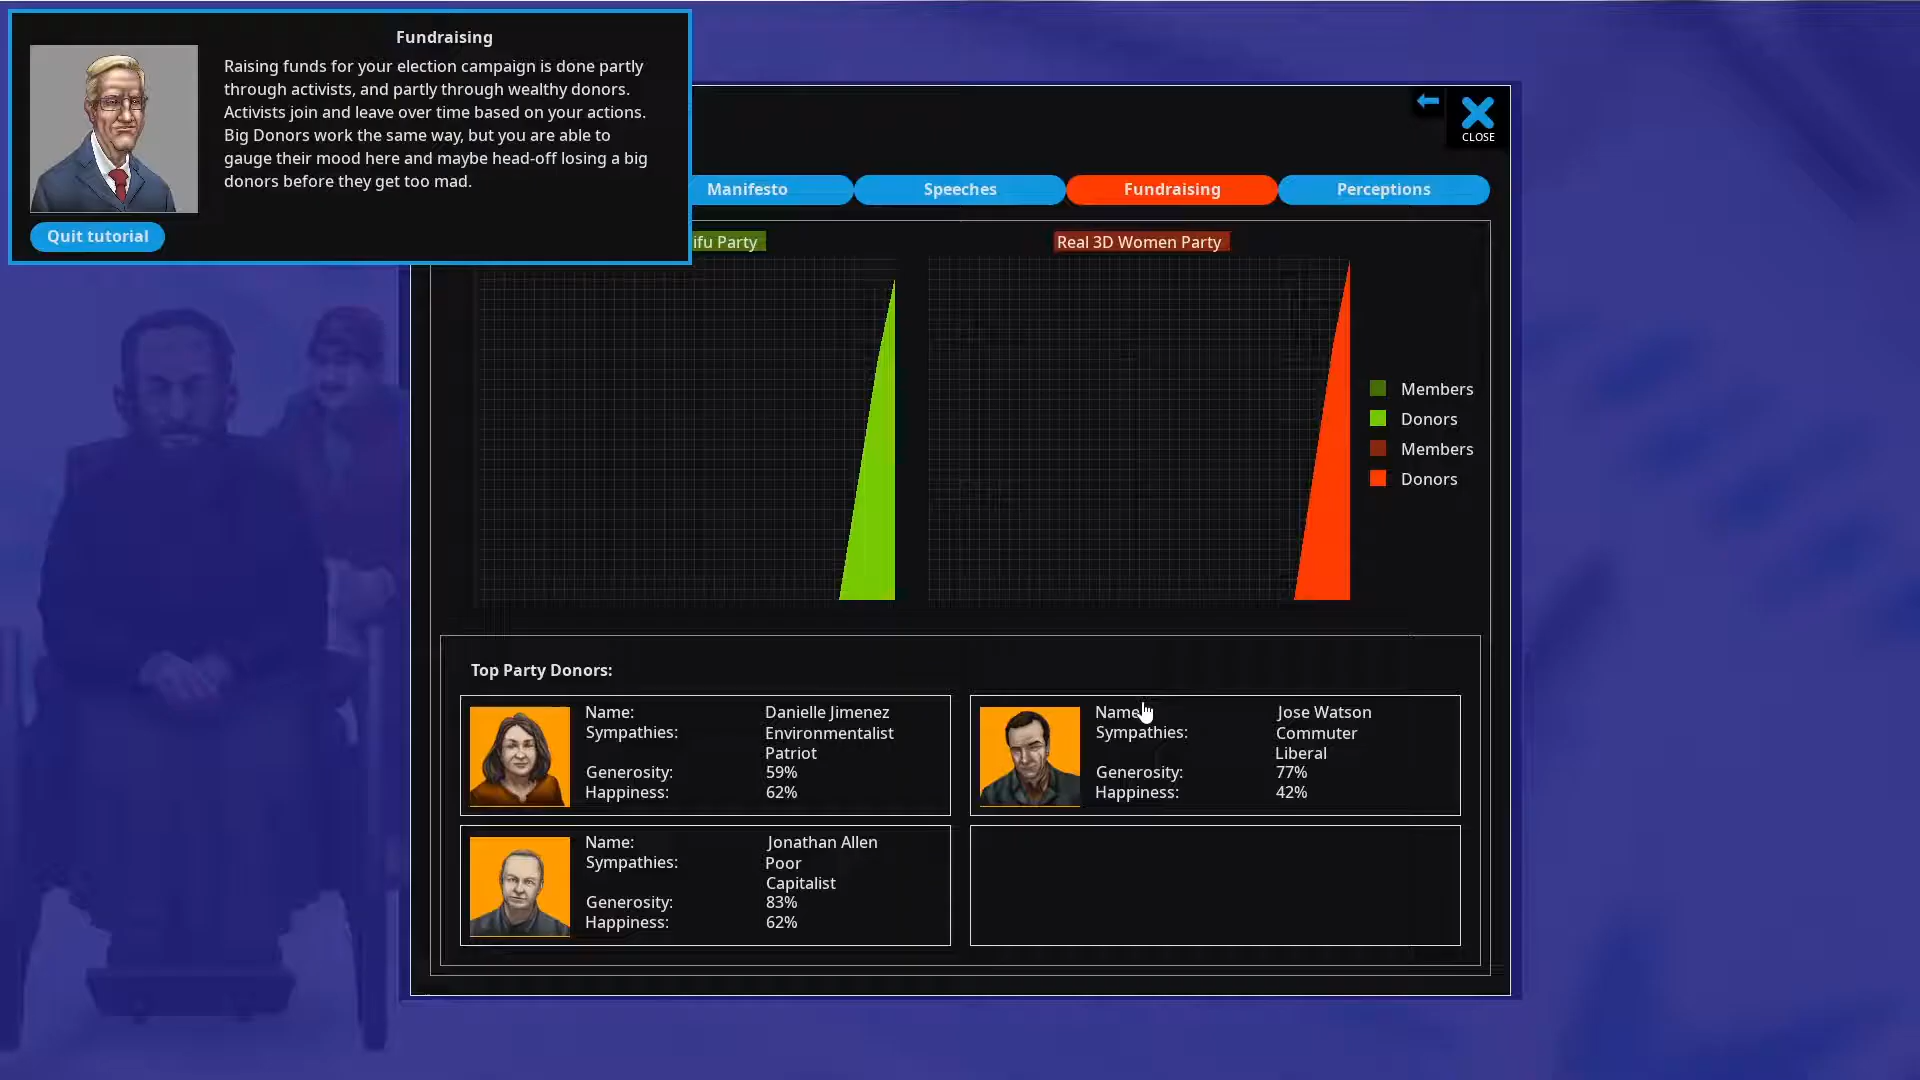 Fundraising
Raising funds for your election campaign is done partly
through activists, and partly through wealthy donors.
Activists join and leave over time based on your actions.
Big Donors work the same way, but you are able to
gauge their mood here and maybe head-off losing a big
donors before they get too mad.
Quit tutorial
CLOSE
Manifesto
Speeches
Fundraising
Perceptions
ifu Party
Real 3D Women Party
Members
Donors
Members
Donors
Top Party Donors:
Name: Danielle Jimenez
Sympathies: Environmentalist
Patriot
Generosity: 59%
Happiness: 62%
Name Jose Watson
Sympathies: Commuter
Liberal
Generosity: 77%
Happiness: 42%
Name: Jonathan Allen
Sympathies: Poor
Capitalist
Generosity: 83%
Happiness: 62%